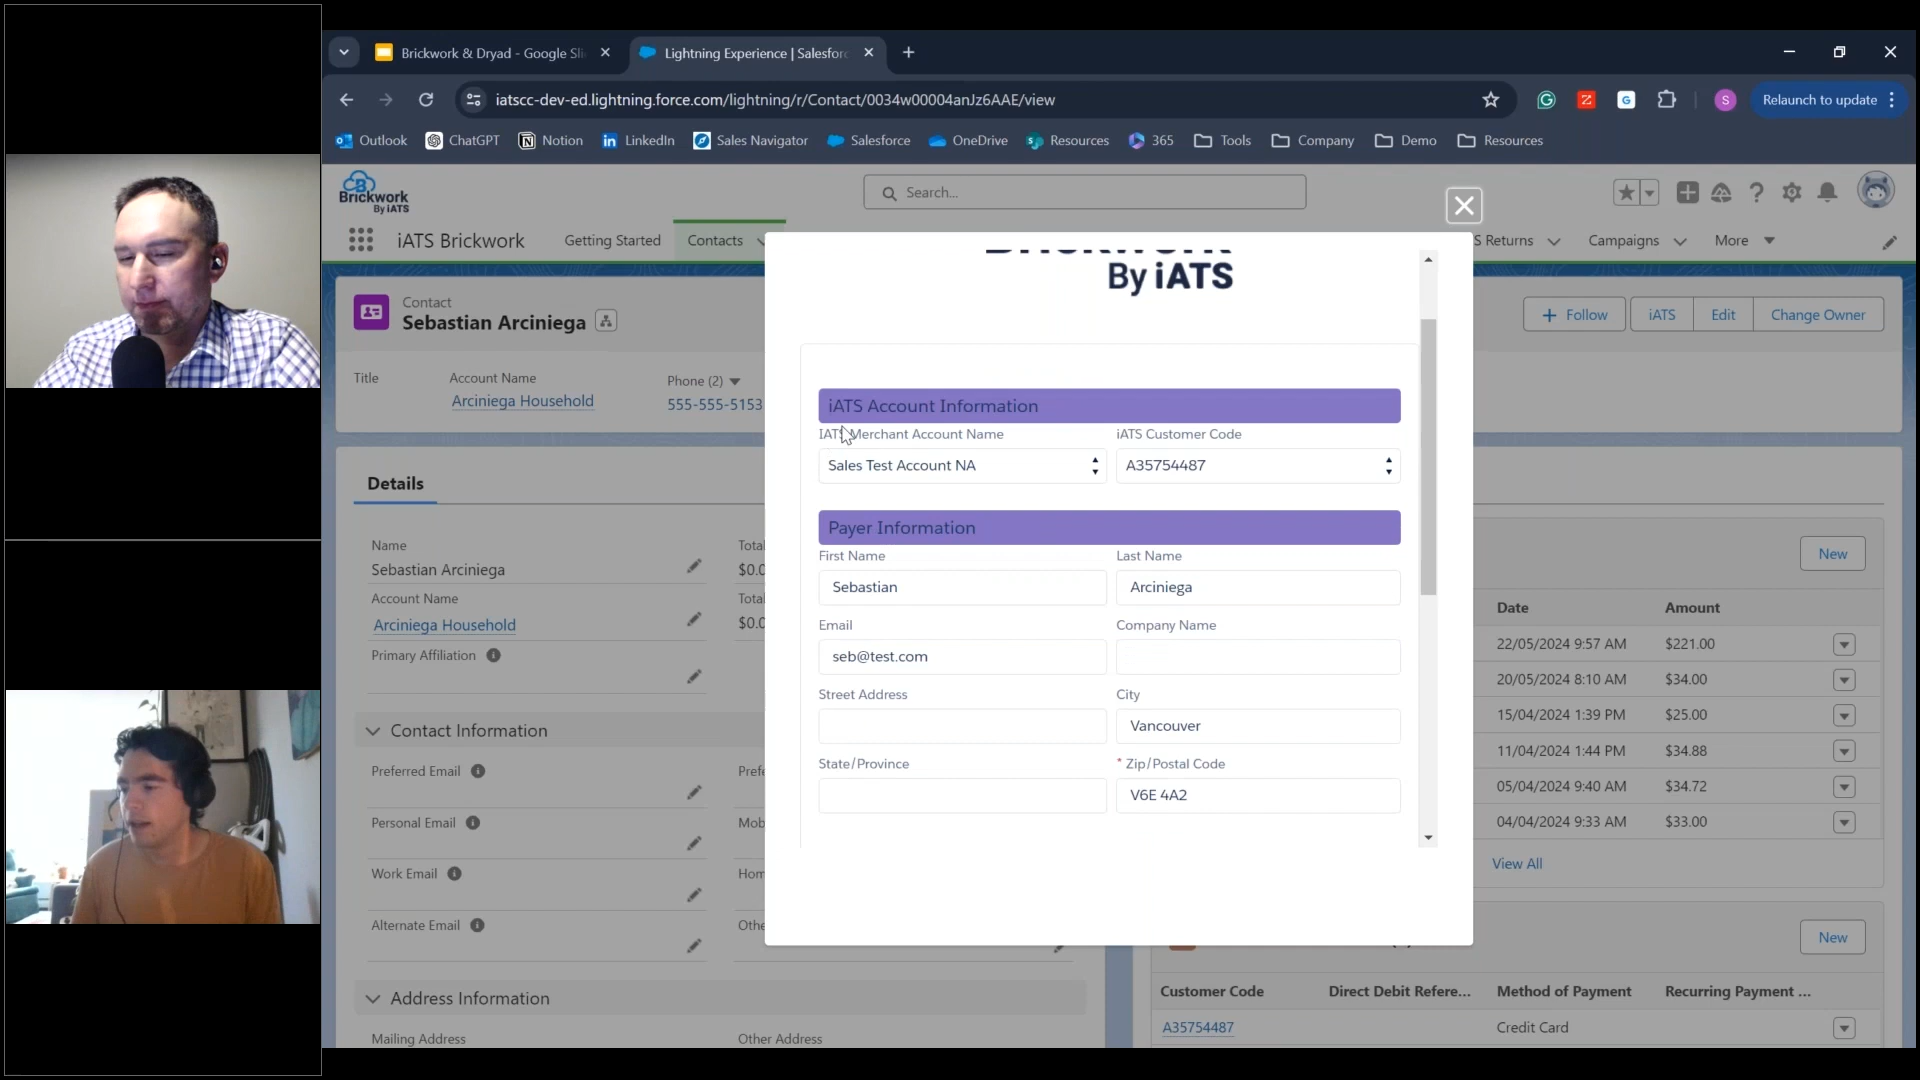 Brickwork & Dryad - Google Sli
Lightning Experience | Salesfor
iatscc-dev-ed.lightning.force.com/lightning/r/Contact/0034w00004anJz6AAE/view
S
Relaunch to update
Outlook
ChatGPT
Notion
LinkedIn
Sales Navigator
Salesforce
OneDrive
Resources
365
Tools
Company
Demo
Resources
Brickwork
By iATS
Search...
iATS Brickwork
Getting Started
Contacts
S Returns
Campaigns
More
Contact
Sebastian Arciniega
Follow
iATS
Edit
Change Owner
Title
Account Name
Arciniega Household
Phone (2)
555-555-5153
By iATS
iATS Account Information
IATS Merchant Account Name
iATS Customer Code
Sales Test Account NA
A35754487
Payer Information
First Name
Last Name
Sebastian
Arciniega
Email
Company Name
seb@test.com
Street Address
City
Vancouver
State/Province
* Zip/Postal Code
V6E 4A2
Details
Name
Sebastian Arciniega
Total
$0.0
Account Name
Arciniega Household
Total
$0.0
Primary Affiliation
Contact Information
Preferred Email
Prefe
Personal Email
Mob
Work Email
Hom
Alternate Email
Othe
Address Information
Mailing Address
Other Address
New
Date
Amount
22/05/2024 9:57 AM
$221.00
20/05/2024 8:10 AM
$34.00
15/04/2024 1:39 PM
$25.00
11/04/2024 1:44 PM
$34.88
05/04/2024 9:40 AM
$34.72
04/04/2024 9:33 AM
$33.00
View All
New
Customer Code
Direct Debit Refere...
Method of Payment
Recurring Payment ...
A35754487
Credit Card